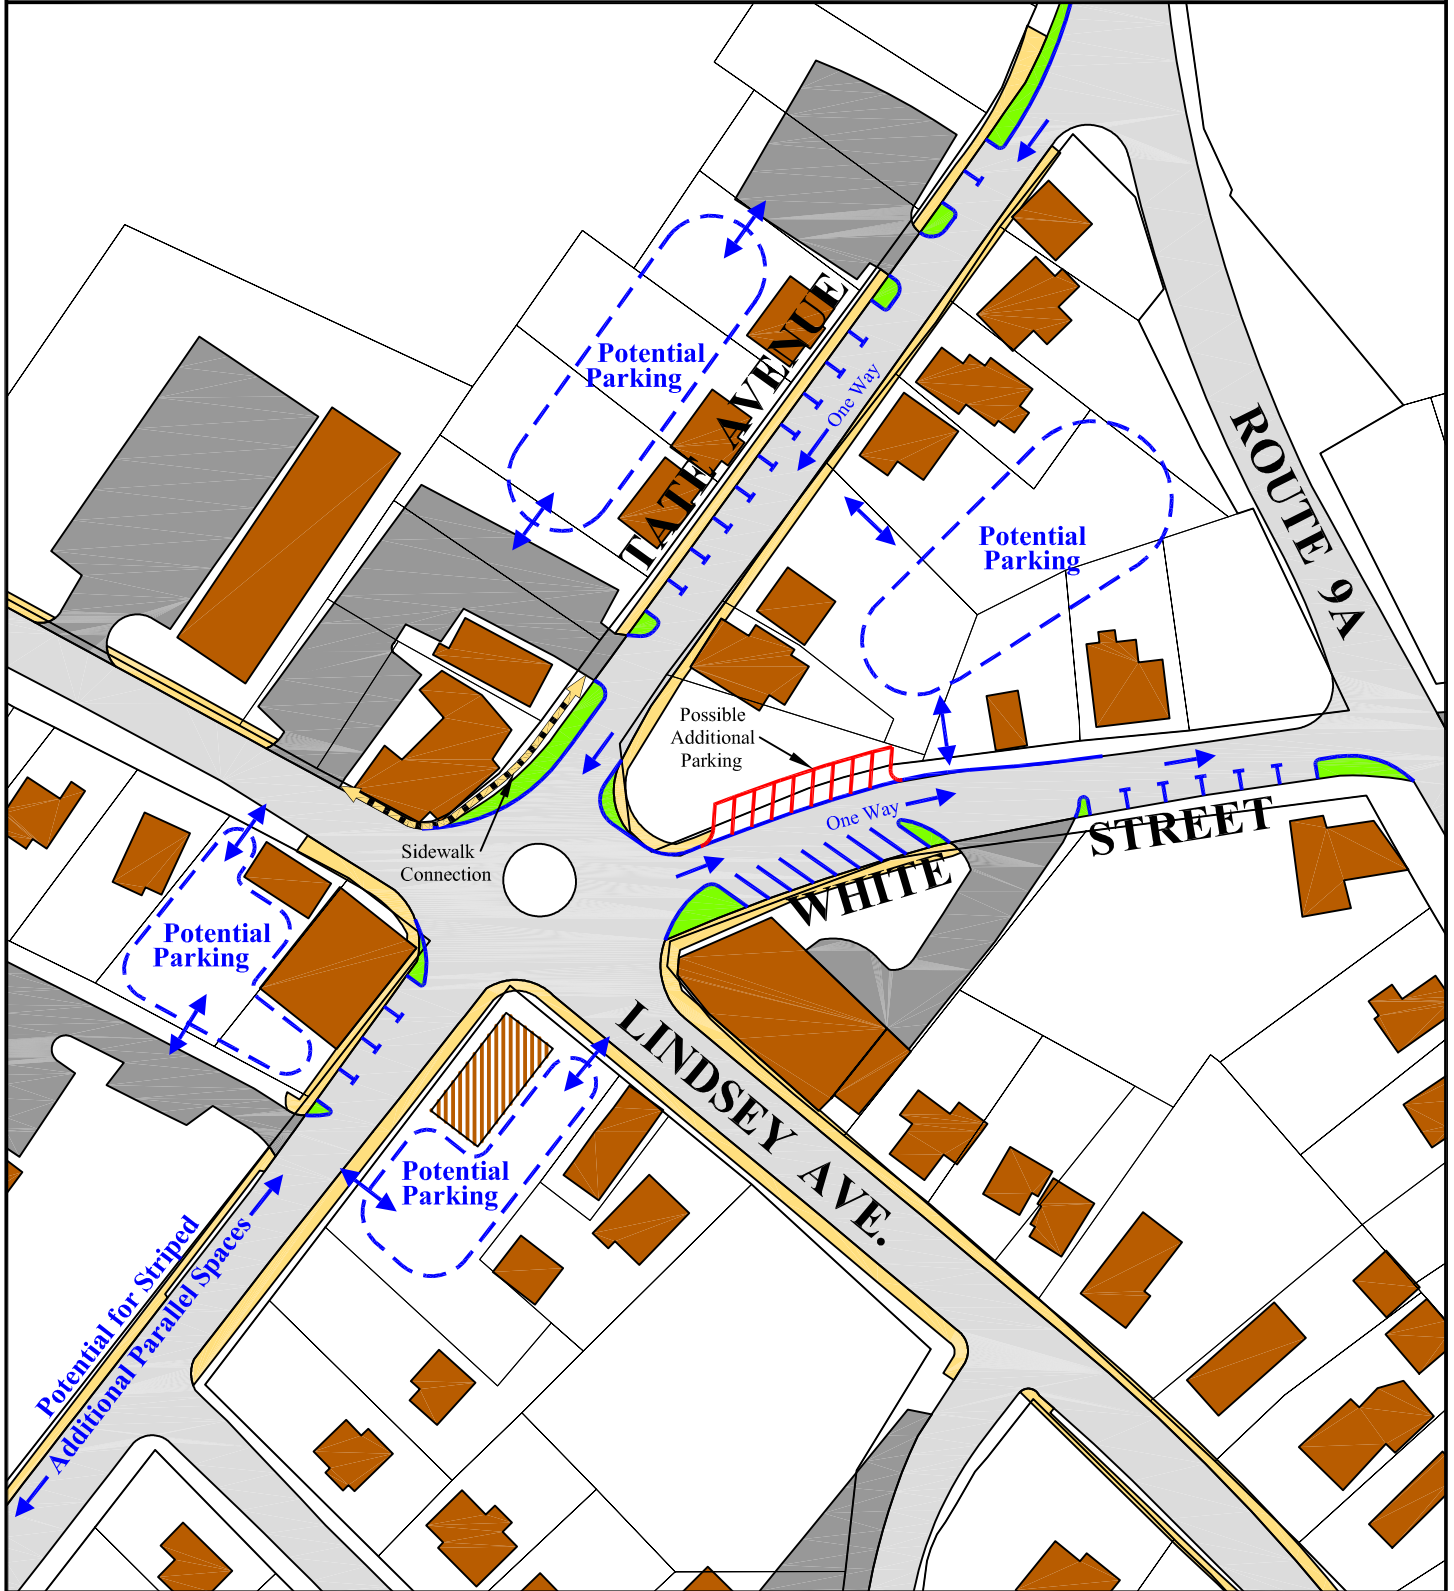 TATE AVENUE
Potential
Parking
One Way
ROUTE 9A
Potential
Parking
Possible
Additional
Parking
One Way
WHITE STREET
Sidewalk
Connection
Potential
Parking
LINDSEY AVE.
Potential
Parking
Potential for Striped
Additional Parallel Spaces